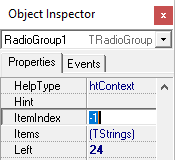 Object Inspector
RadioGroup1 TRadioGroup
Properties Events
HelpType htContext
Hint
ItemIndex -1
Items (TStrings)
Left 24